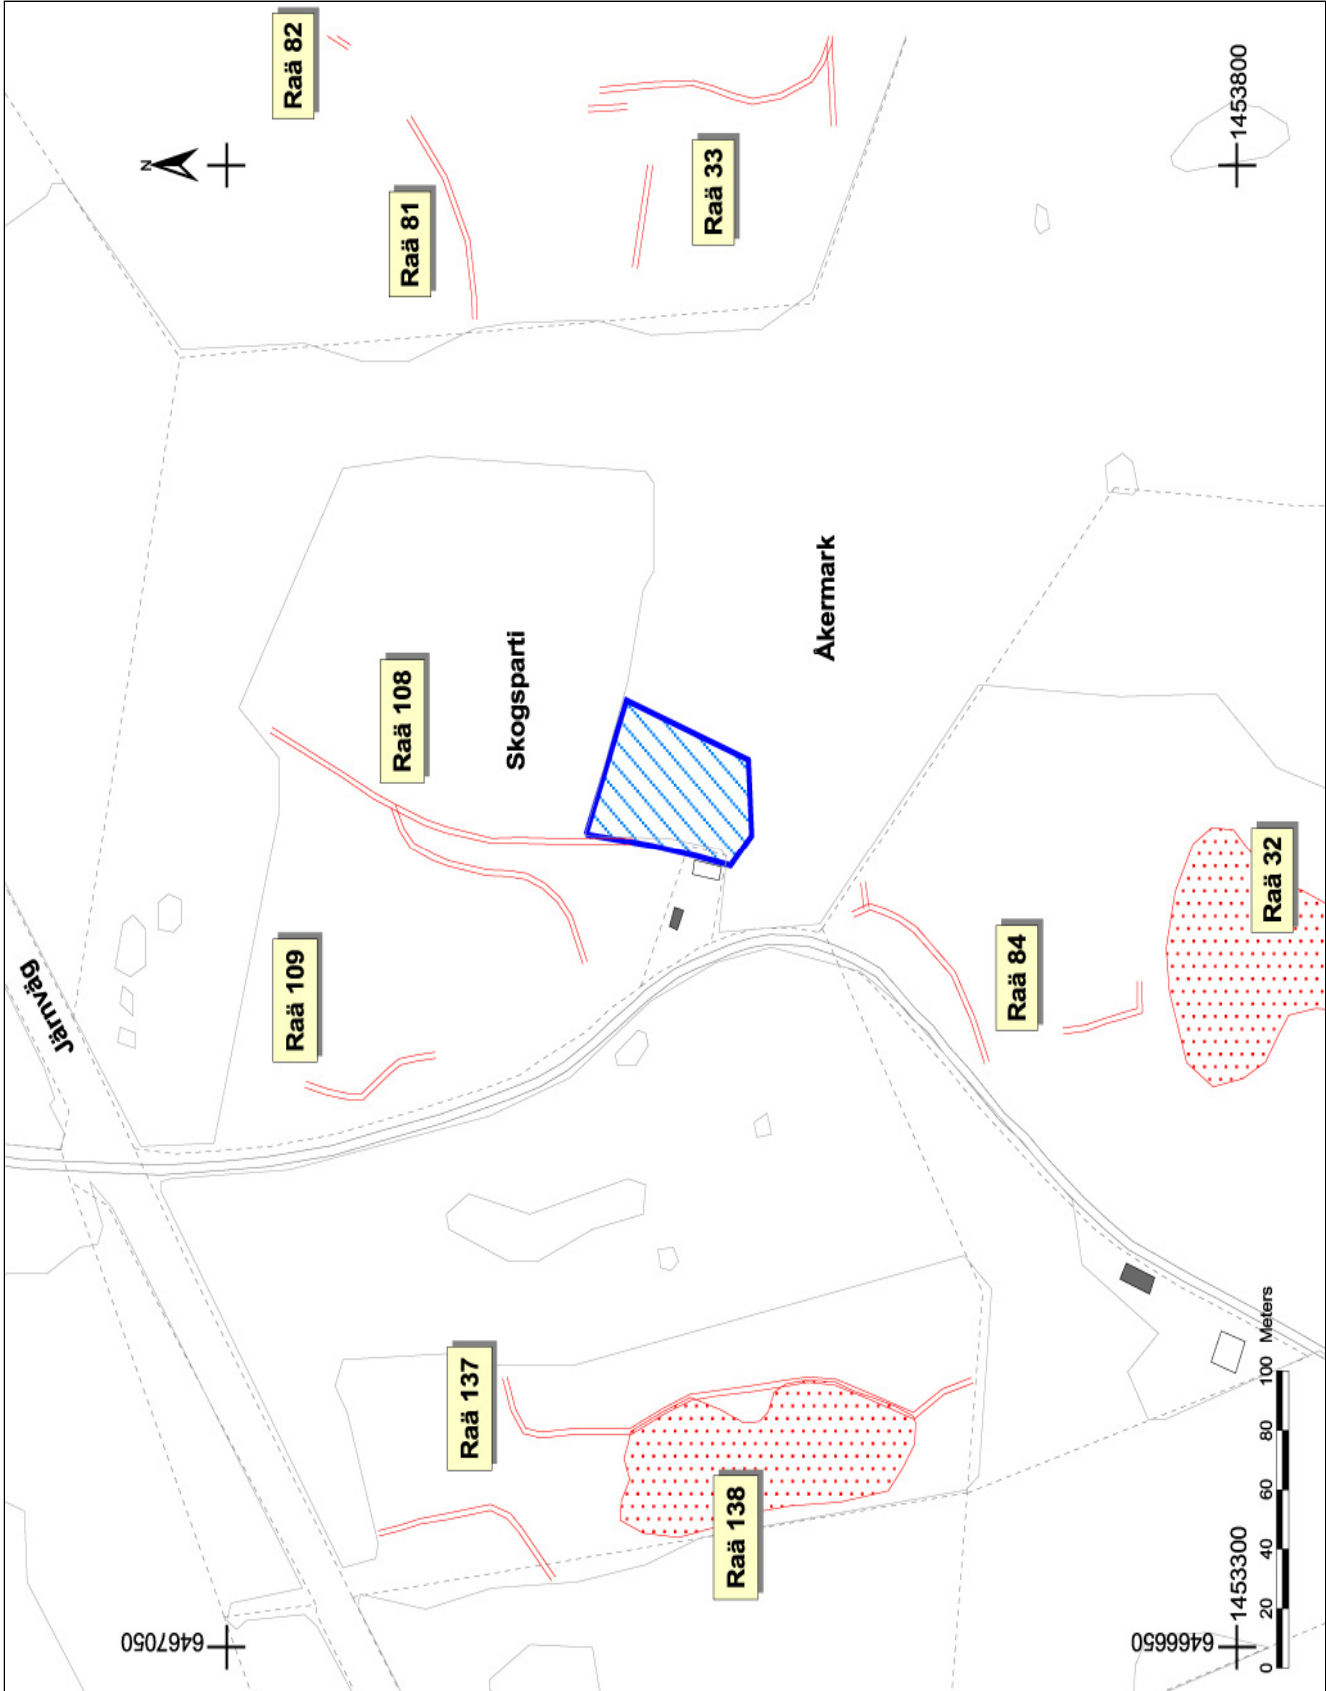 Raä 82
N
Raä 81
Raä 33
1453800
Raä 108
Skogsparti
Åkermark
Järnväg
Raä 109
Raä 84
Raä 32
Raä 137
Raä 138
6467050
6466650
1453300
0 20 40 60 80 100 Meters